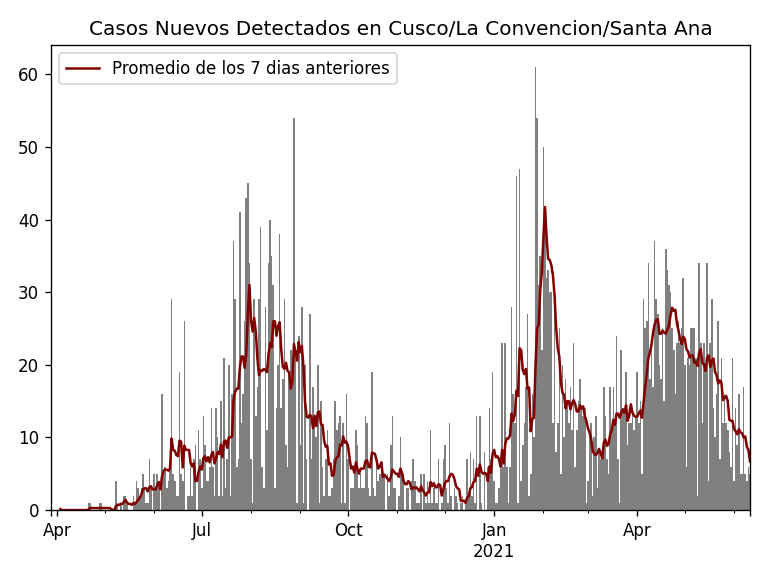 Casos Nuevos Detectados en Cusco/La Convencion/Santa Ana
Promedio de los 7 dias anteriores
60
50
40
30
20
10
0
Apr Jul Oct Jan Apr
2021